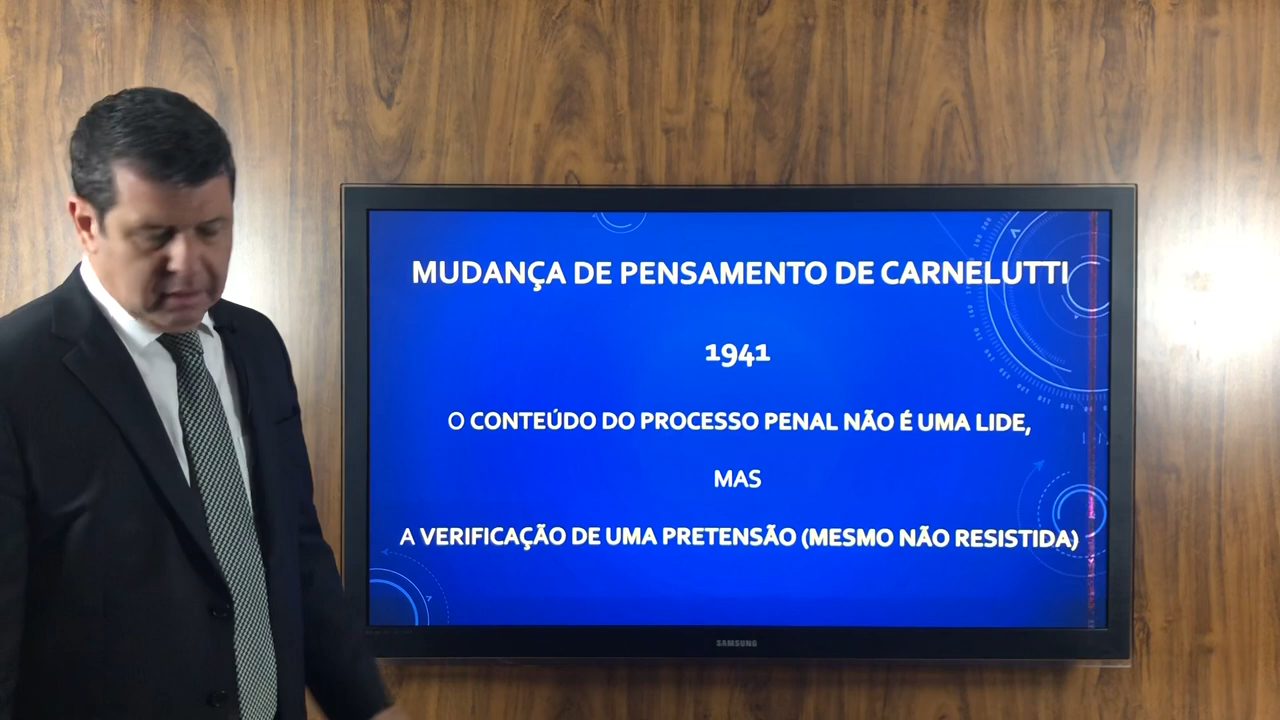 MUDANÇA DE PENSAMENTO DE CARNELUTTI
1941
O CONTEÚDO DO PROCESSO PENAL NÃO É UMA LIDE,
MAS
A VERIFICAÇÃO DE UMA PRETENSÃO (MESMO NÃO RESISTIDA)
SAMSUNG